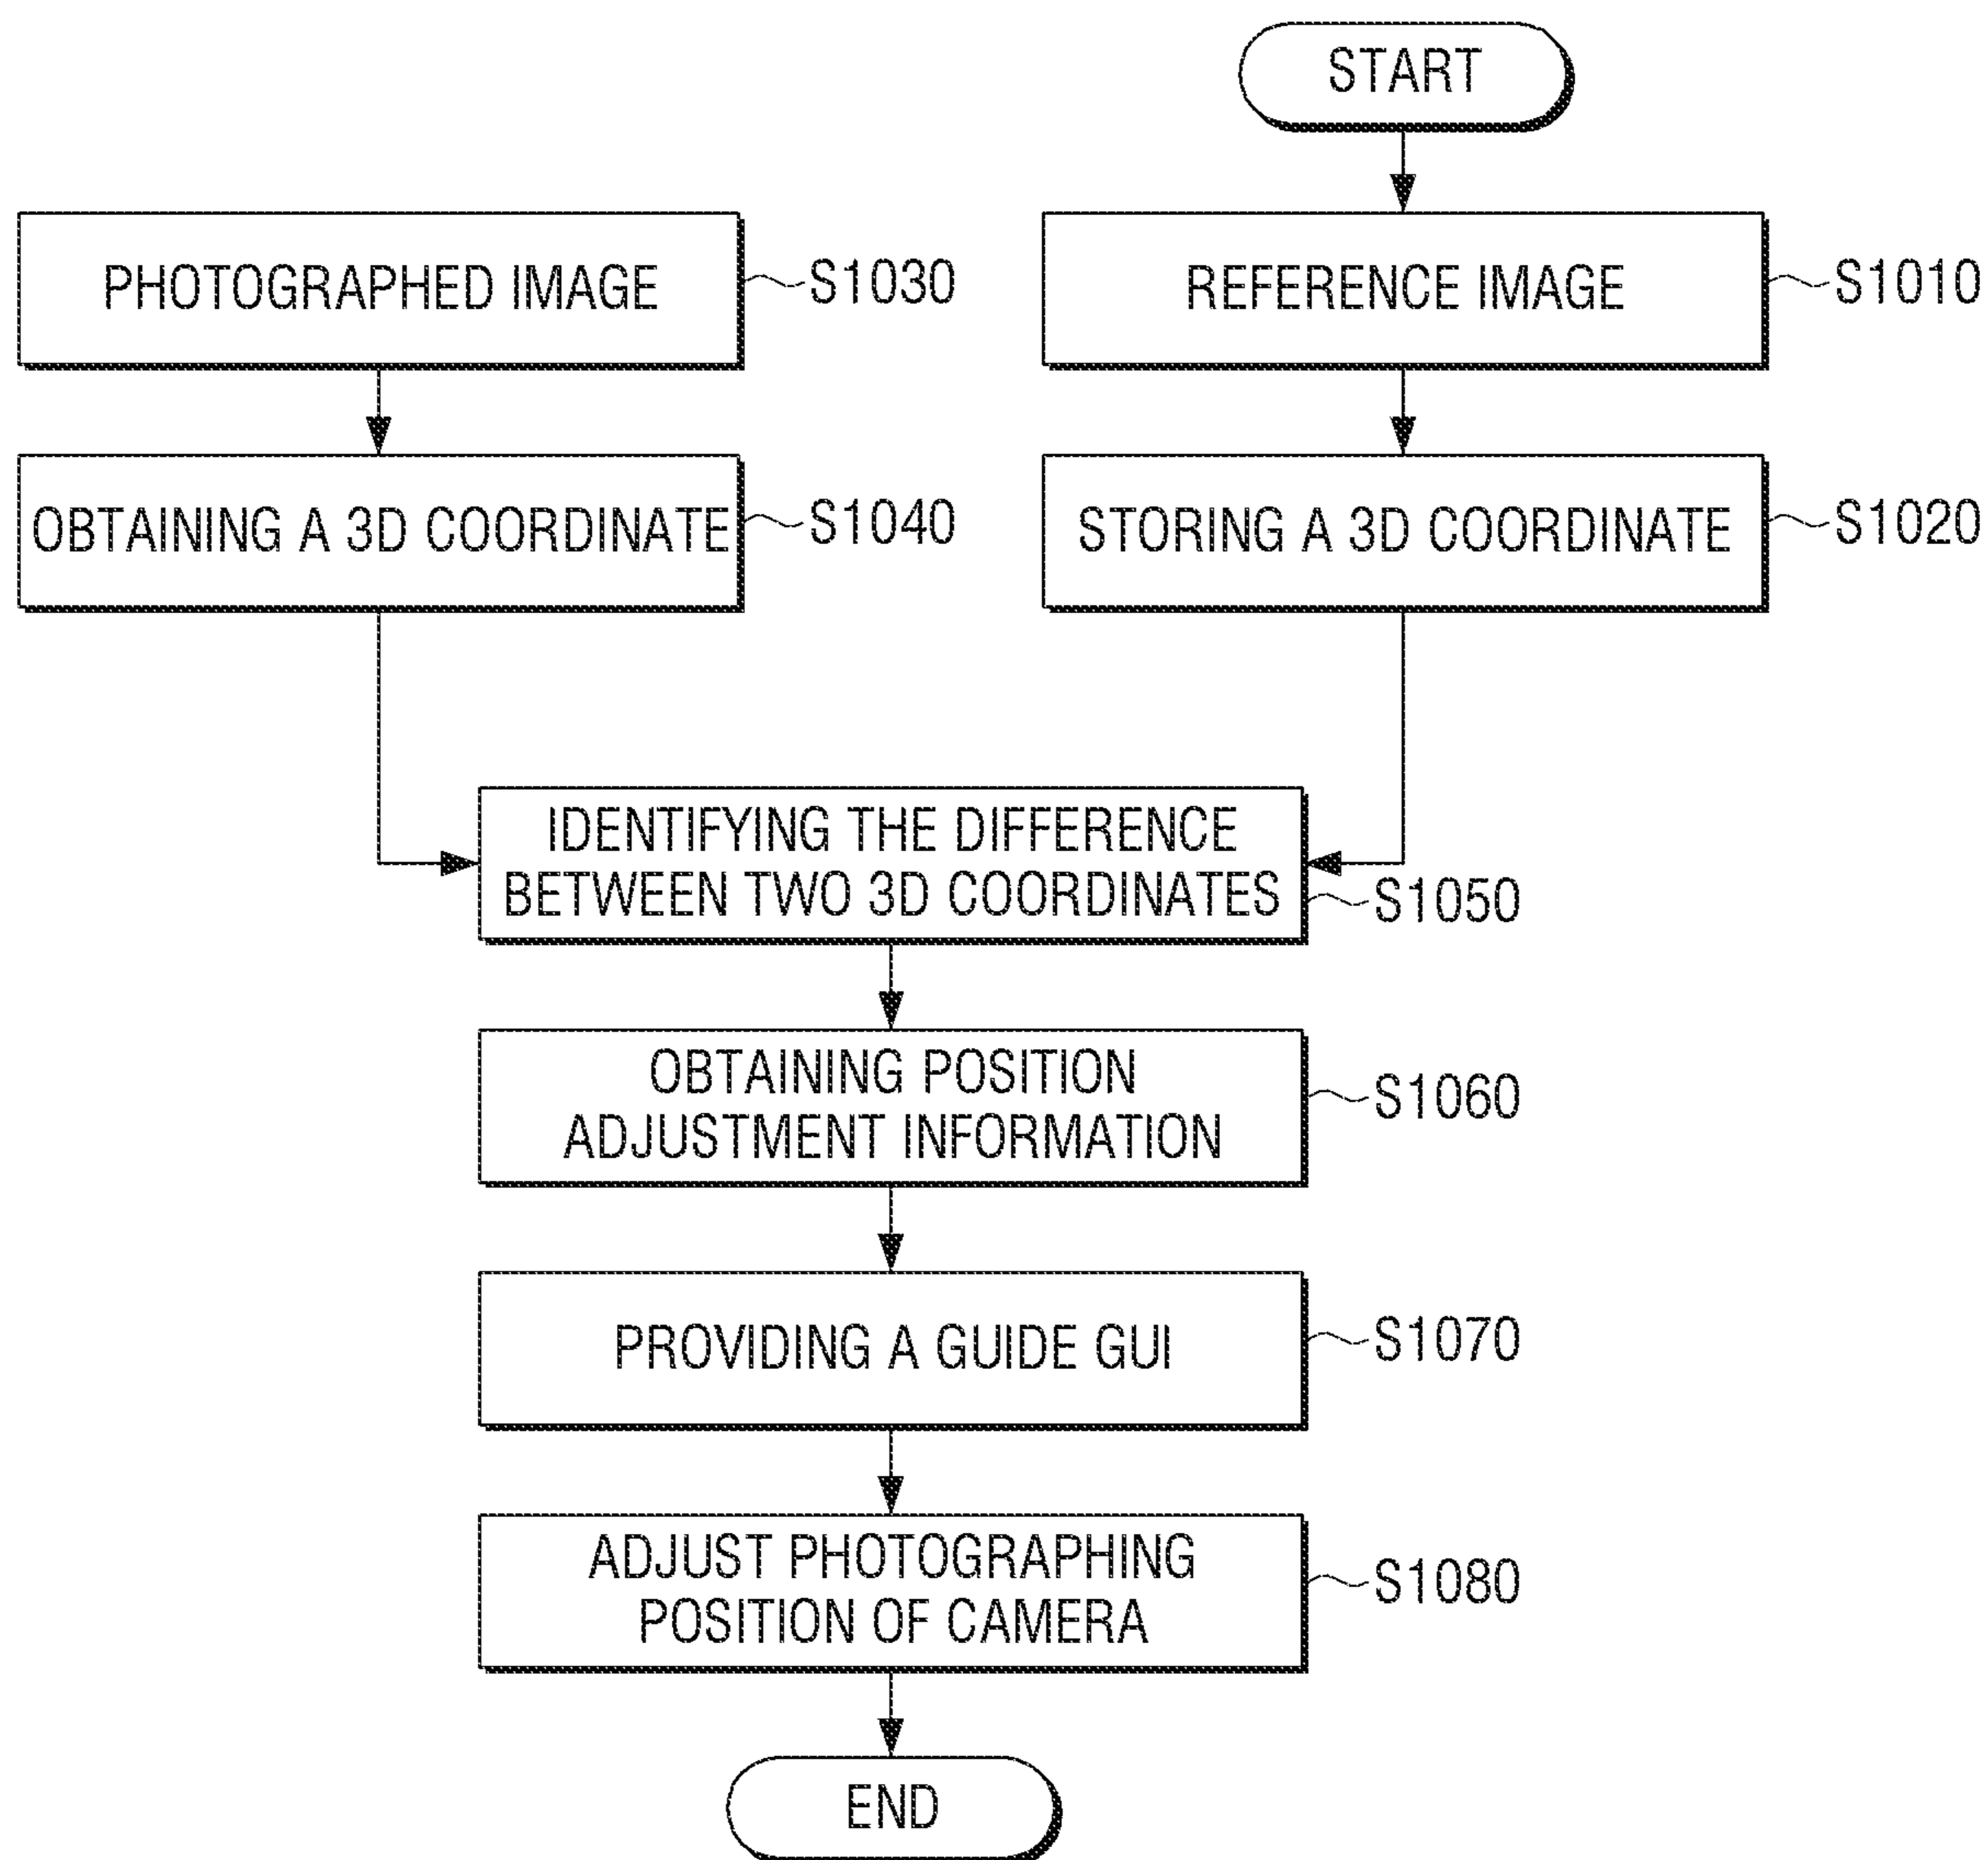 START
PHOTOGRAPHED IMAGE
S1030
REFERENCE IMAGE
S1010
OBTAINING A 3D COORDINATE
S1040
STORING A 3D COORDINATE
S1020
IDENTIFYING THE DIFFERENCE
BETWEEN TWO 3D COORDINATES
S1050
OBTAINING POSITION
ADJUSTMENT INFORMATION
S1060
PROVIDING A GUIDE GUI
S1070
ADJUST PHOTOGRAPHING
POSITION OF CAMERA
S1080
END